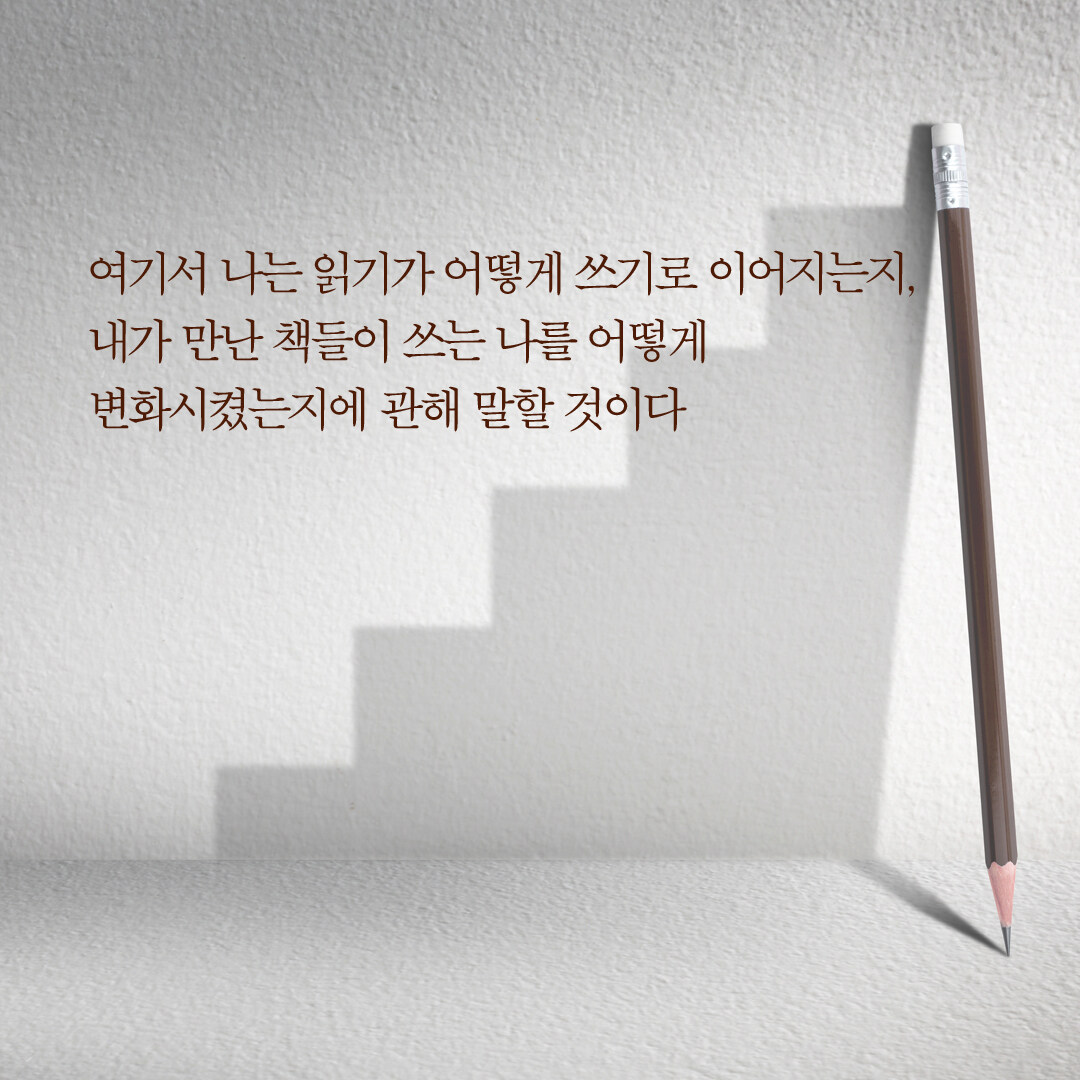 여기서 나는 읽기가 어떻게 쓰기로 이어지는지,
내가 만난 책들이 쓰는 나를 어떻게
변화시켰는지에 관해 말할 것이다